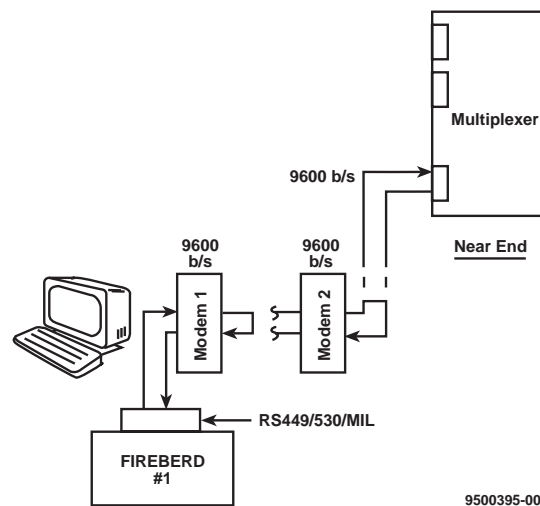 Multiplexer
9600 b/s
Near End
9600
b/s
9600
b/s
Modem 1
Modem 2
RS449/530/MIL
FIREBERD
#1
9500395-00